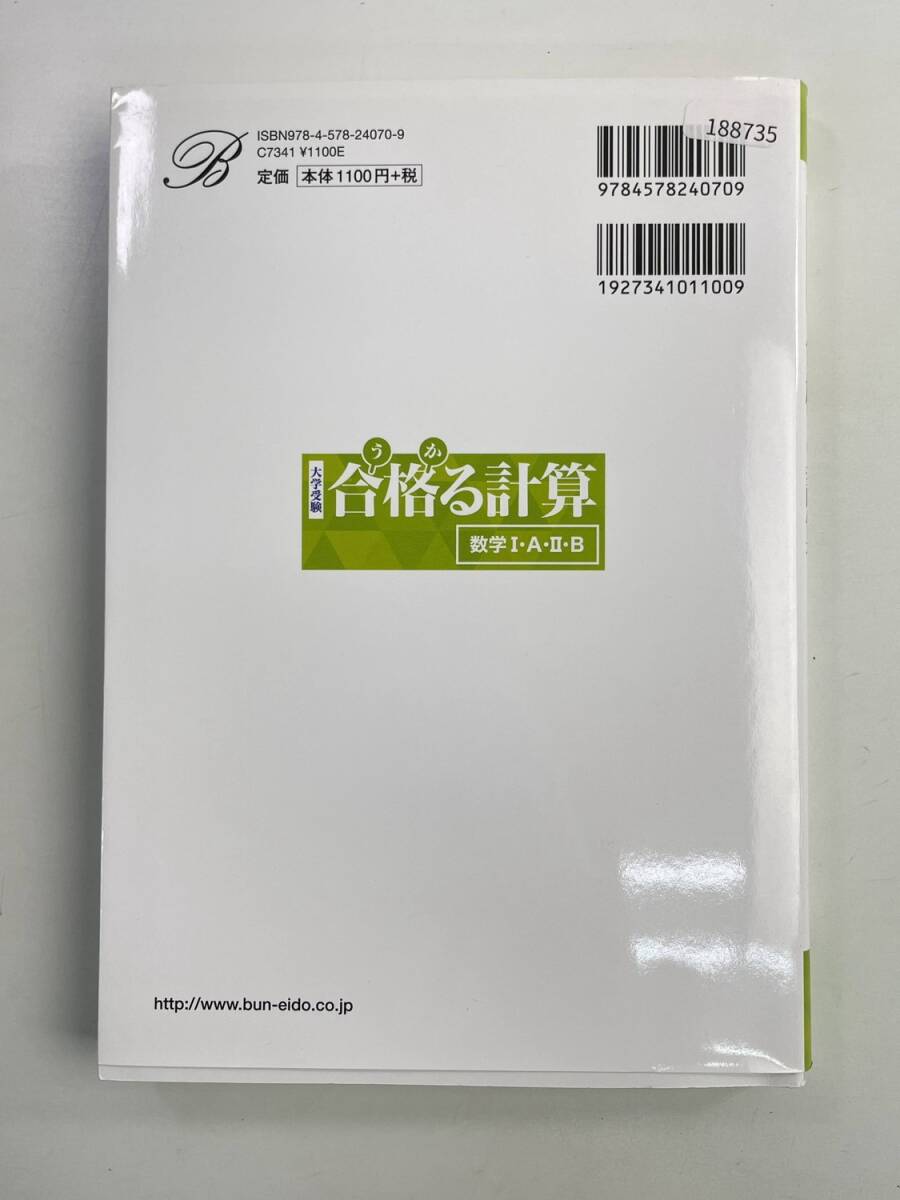 B
ISBN978-4-578-24070-9
C7341 ¥1100E
定価 本体1100円+税
188735
9784578240709
1927341011009
うか
大学受験
合格る計算
数学Ⅰ・A・Ⅱ・B
http://www.bun-eido.co.jp